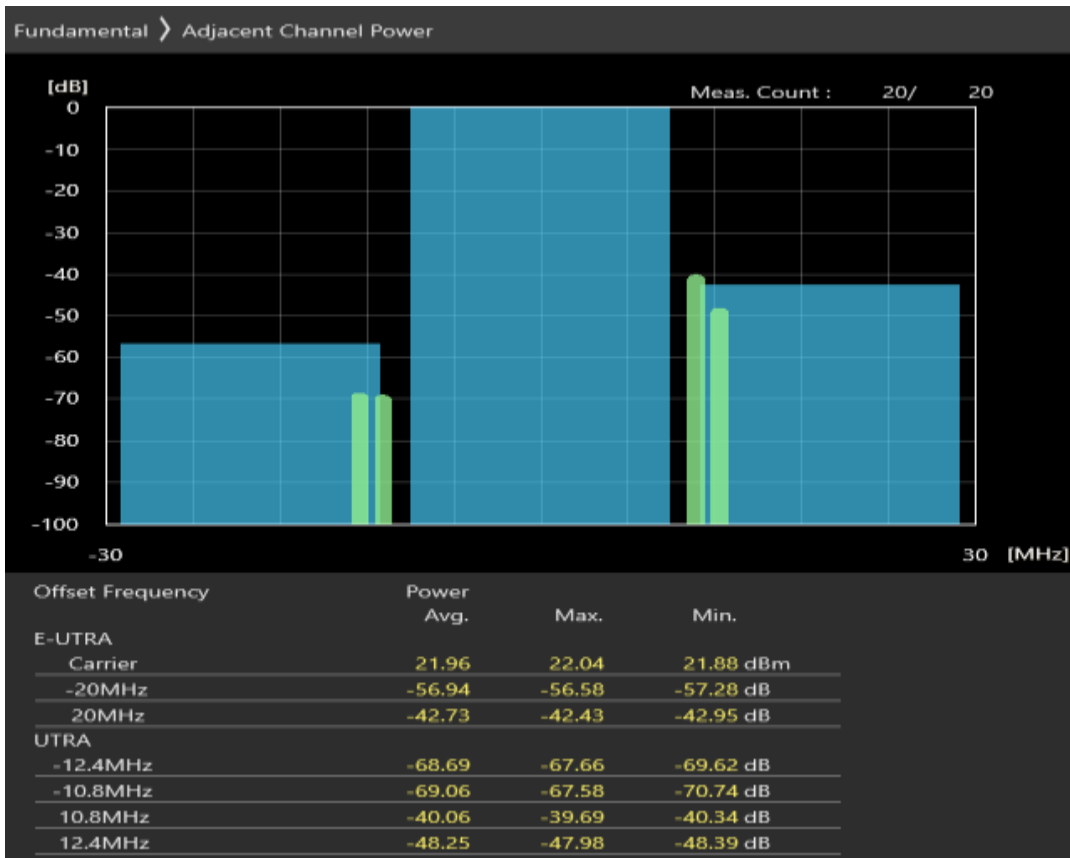 Fundamental 》 Adjacent Channel Power
[dB]
Meas. Count : 20/ 20
0
-10
-20
-30
-40
-50
-60
-70
-80
-90
-100
-30 30 [MHz]
Offset Frequency Power
Avg. Max. Min.
E-UTRA
Carrier 21.96 22.04 21.88 dBm
-20MHz -56.94 -56.58 -57.28 dB
20MHz -42.73 -42.43 -42.95 dB
UTRA
-12.4MHz -68.69 -67.66 -69.62 dB
-10.8MHz -69.06 -67.58 -70.74 dB
10.8MHz -40.06 -39.69 -40.34 dB
12.4MHz -48.25 -47.98 -48.39 dB